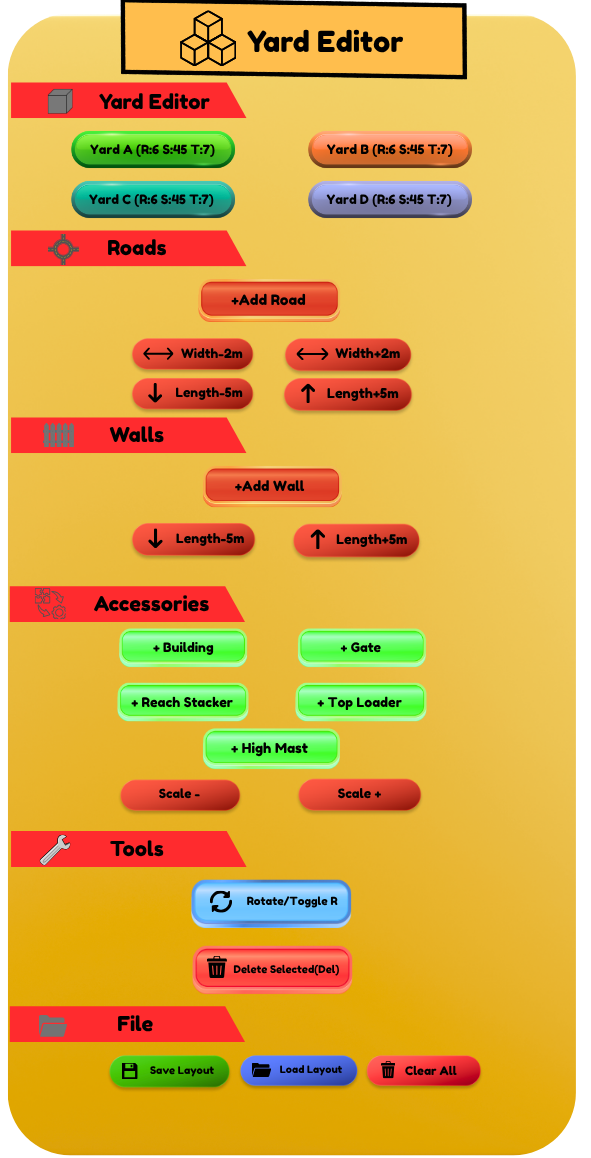 Yard Editor
Yard Editor
Yard A (R:6 S:45 T:7)
Yard B (R:6 S:45 T:7)
Yard C (R:6 S:45 T:7)
Yard D (R:6 S:45 T:7)
Roads
+Add Road
Width-2m
Width+2m
Length-5m
Length+5m
Walls
+Add Wall
Length-5m
Length+5m
Accessories
+ Building
+ Gate
+ Reach Stacker
+ Top Loader
+ High Mast
Scale -
Scale +
Tools
Rotate/Toggle R
Delete Selected(Del)
File
Save Layout
Load Layout
Clear All